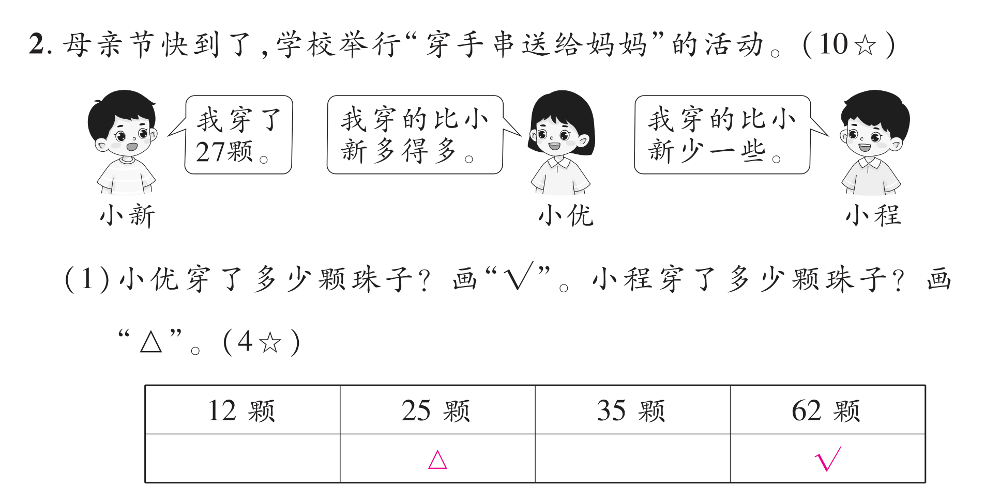 2. 母亲节快到了,学校举行“穿手串送给妈妈”的活动。(10☆)
我穿了
27颗。
我穿的比小
新多得多。
我穿的比小
新少一些。
小新
小优
小程
(1)小优穿了多少颗珠子? 画“√”。小程穿了多少颗珠子? 画
“△”。(4☆)
12 颗 25 颗 35 颗 62 颗
△ √